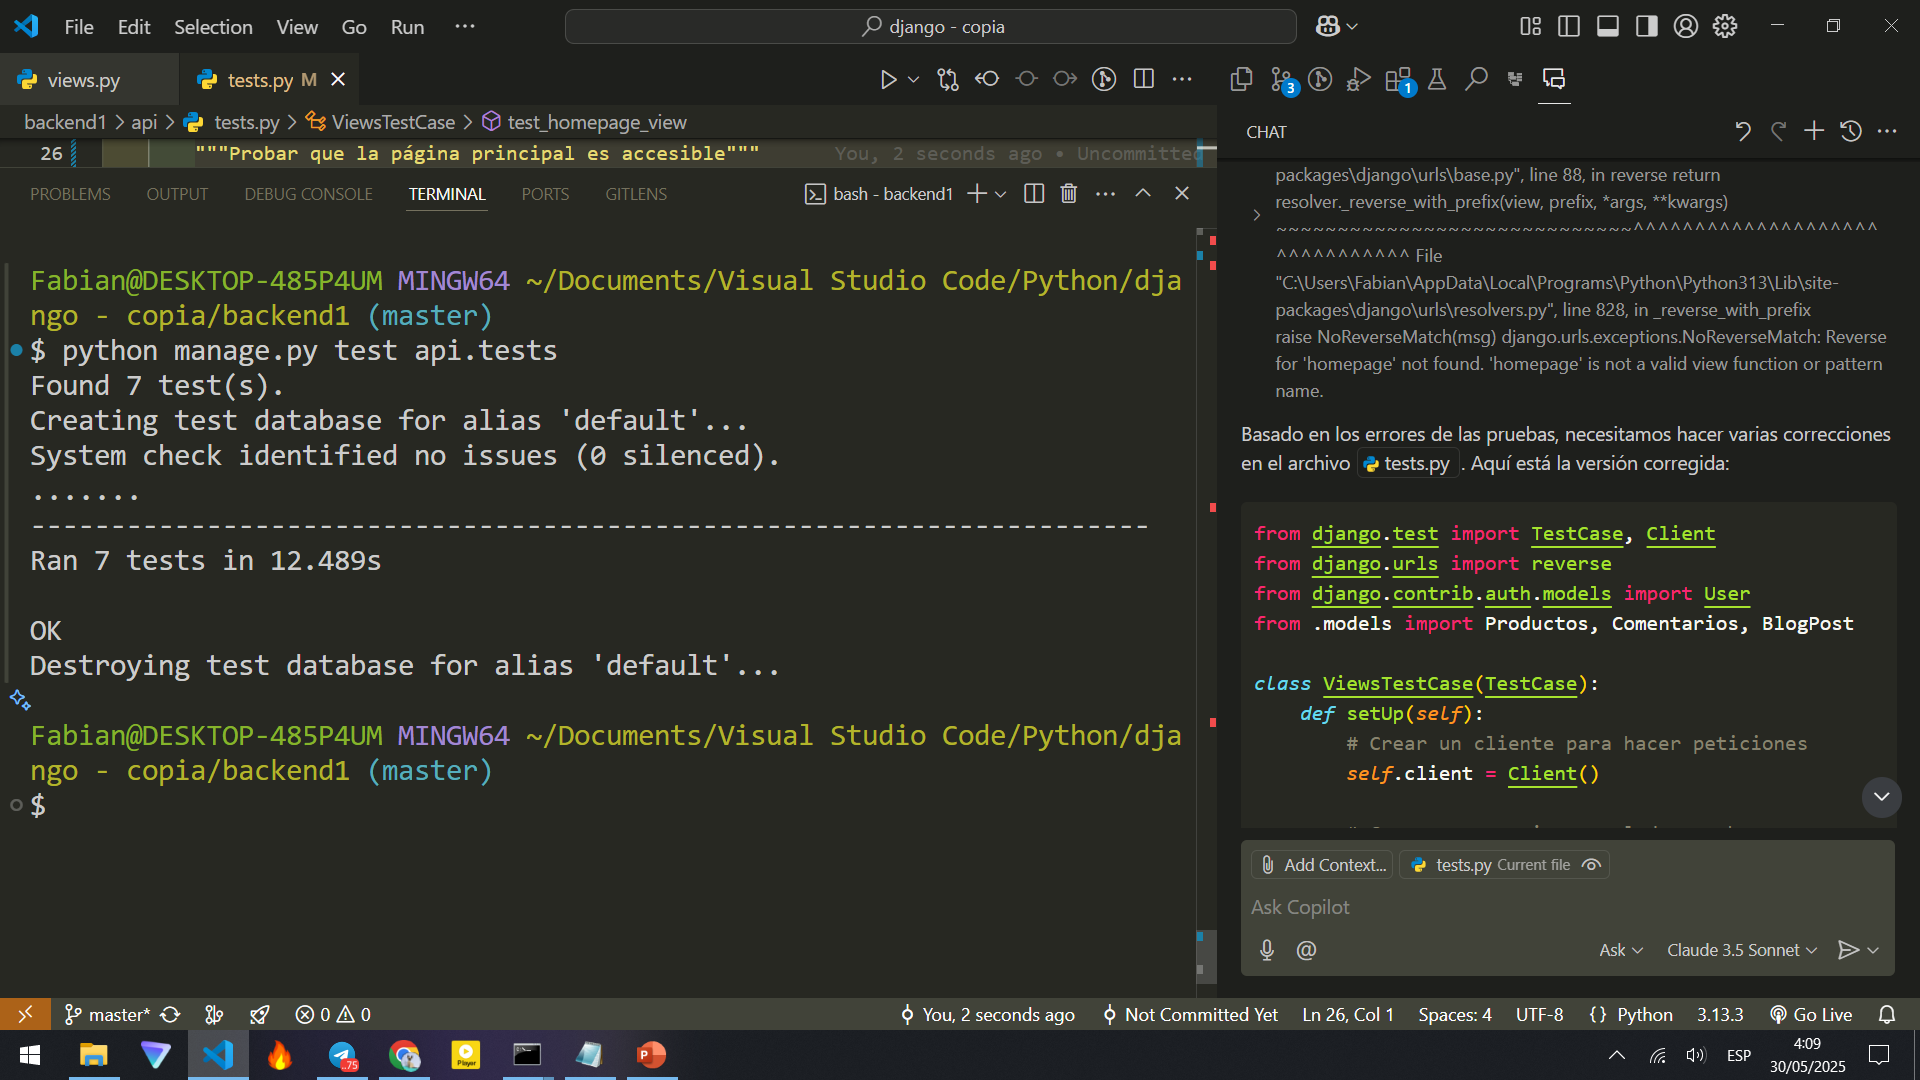 File Edit Selection View Go Run ···
django - copia
views.py
tests.py M
backend1 > api > tests.py > ViewsTestCase > test_homepage_view
26 """Probar que la página principal es accesible""" You, 2 seconds ago • Uncommitted
PROBLEMS OUTPUT DEBUG CONSOLE TERMINAL PORTS GITLENS
bash - backend1
Fabian@DESKTOP-485P4UM MINGW64 ~/Documents/Visual Studio Code/Python/dja
ngo - copia/backend1 (master)
$ python manage.py test api.tests
Found 7 test(s).
Creating test database for alias 'default'...
System check identified no issues (0 silenced).
.......
----------------------------------------------------------------------
Ran 7 tests in 12.489s
OK
Destroying test database for alias 'default'...
Fabian@DESKTOP-485P4UM MINGW64 ~/Documents/Visual Studio Code/Python/dja
ngo - copia/backend1 (master)
$
3
1
CHAT
packages\django\urls\base.py", line 88, in reverse return
resolver._reverse_with_prefix(view, prefix, *args, **kwargs)
~~~~~~~~~~~~~~~~~~~~~~~~~~~~~^^^^^^^^^^^^^^^^^^^^
^^^^^^^^^^^ File
"C:\Users\Fabian\AppData\Local\Programs\Python\Python313\Lib\site-
packages\django\urls\resolvers.py", line 828, in _reverse_with_prefix
raise NoReverseMatch(msg) django.urls.exceptions.NoReverseMatch: Reverse
for 'homepage' not found. 'homepage' is not a valid view function or pattern
name.
Basado en los errores de las pruebas, necesitamos hacer varias correcciones
en el archivo tests.py . Aquí está la versión corregida:
from django.test import TestCase, Client
from django.urls import reverse
from django.contrib.auth.models import User
from .models import Productos, Comentarios, BlogPost
class ViewsTestCase(TestCase):
def setUp(self):
# Crear un cliente para hacer peticiones
self.client = Client()
Add Context... tests.py Current file
Ask Copilot
@ Ask Claude 3.5 Sonnet
master* 0 0 You, 2 seconds ago Not Committed Yet Ln 26, Col 1 Spaces: 4 UTF-8 {} Python 3.13.3 Go Live
.75
Player
ESP
4:09
30/05/2025